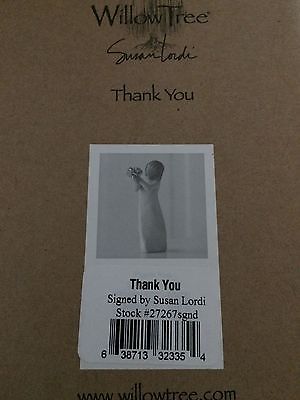 WillowTree®
Susan Lordi
Thank You
Thank You
Signed by Susan Lordi
Stock #27267sgnd
6 38713 32335 4
www.willowtree.com